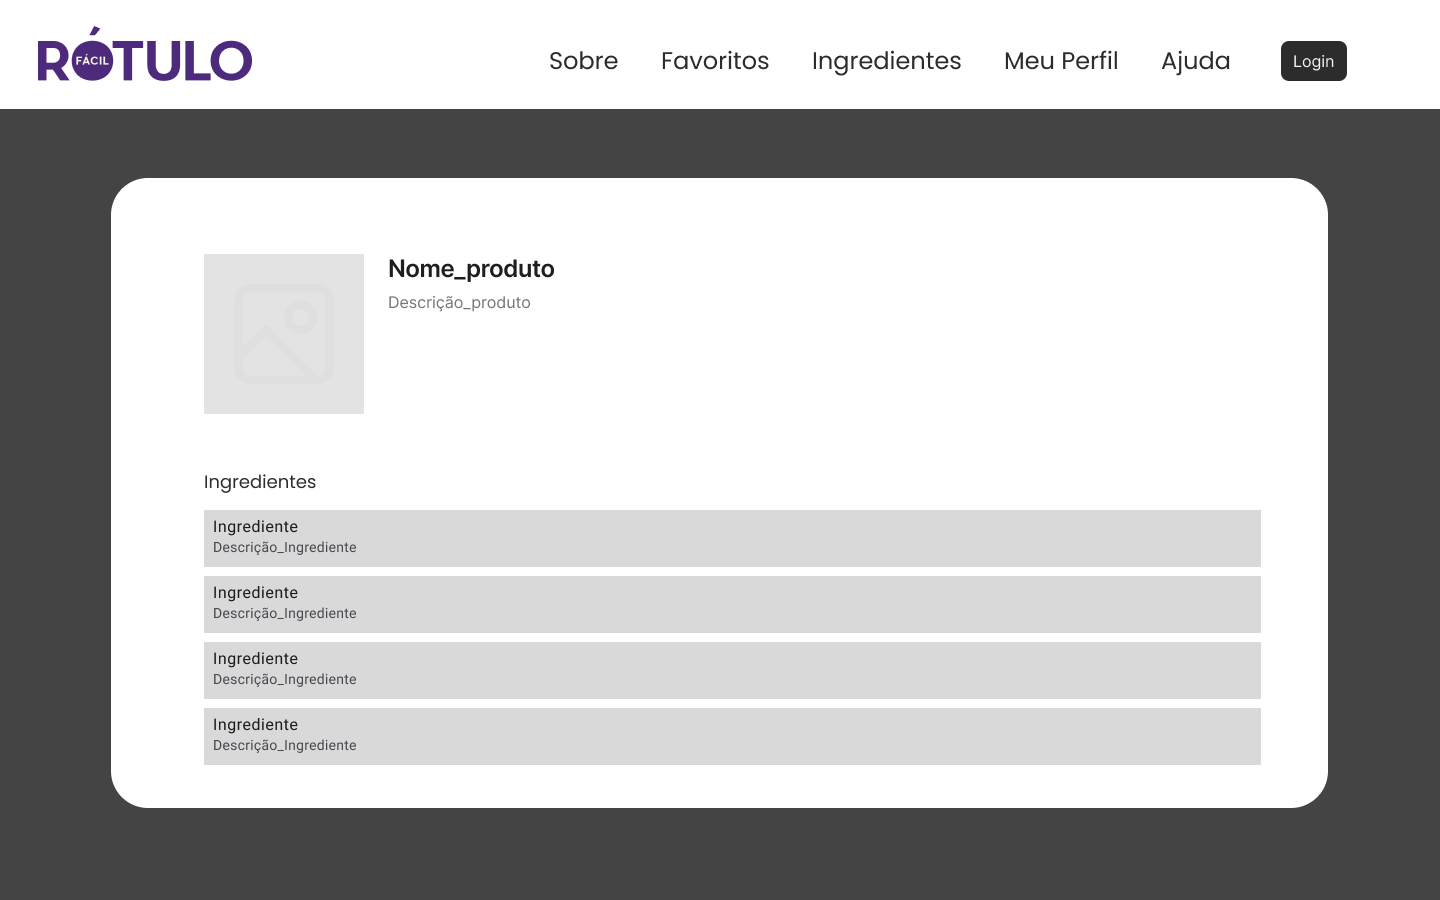 RÓTULO
FÁCIL
Sobre Favoritos Ingredientes Meu Perfil Ajuda Login
Nome_produto
Descrição_produto
Ingredientes
Ingrediente
Descrição_Ingrediente
Ingrediente
Descrição_Ingrediente
Ingrediente
Descrição_Ingrediente
Ingrediente
Descrição_Ingrediente